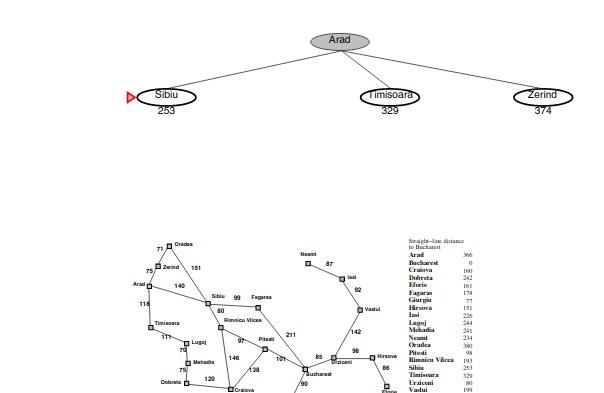 Arad
Sibiu Timisoara Zerind
253 329 374
Oradea
71
Neamt
87
Zerind
151
75
Iasi
Arad
140
92
Sibiu
99
Fagaras
118
80
Vaslui
Timisoara
Rimnicu Vilcea
111
Lugoj
97
Pitesti
211
142
70
98
Mehadia
146
101
85
Hirsova
75
138
Urziceni
86
Dobreta
120
Bucharest
90
Craiova
Eforie
Straight-line distance
to Bucharest
Arad 366
Bucharest 0
Craiova 160
Dobreta 242
Eforie 161
Fagaras 178
Giurgiu 77
Hirsova 151
Iasi 226
Lugoj 244
Mehadia 241
Neamt 234
Oradea 380
Pitesti 98
Rimnicu Vilcea 193
Sibiu 253
Timisoara 329
Urziceni 80
Vaslui 199